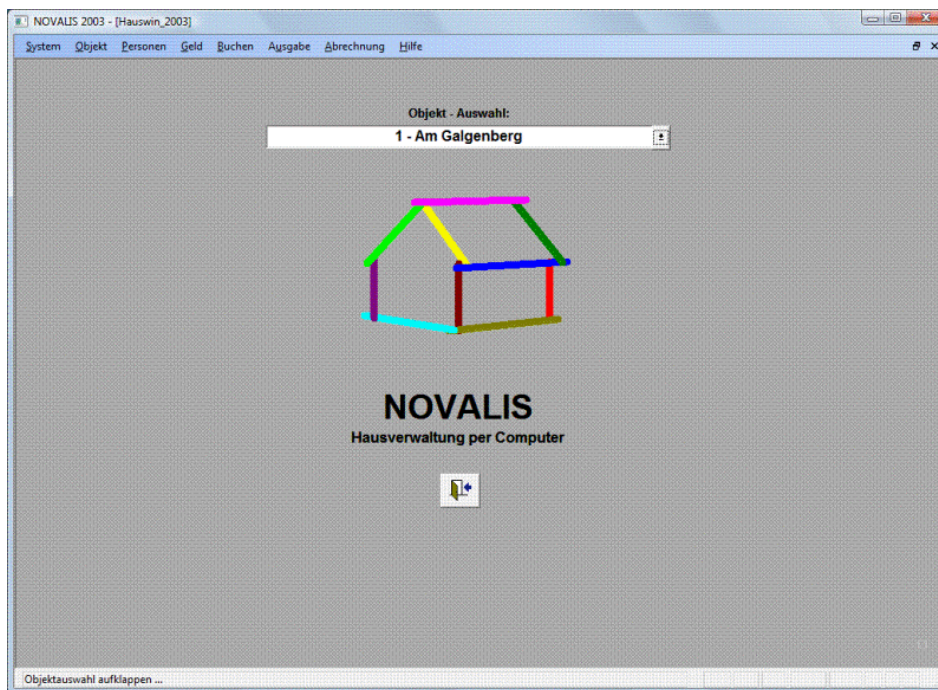 NOVALIS 2003 - [Hauswin_2003]
System Objekt Personen Geld Buchen Ausgabe Abrechnung Hilfe
Objekt - Auswahl:
1 - Am Galgenberg
NOVALIS
Hausverwaltung per Computer
Objektauswahl aufklappen ...